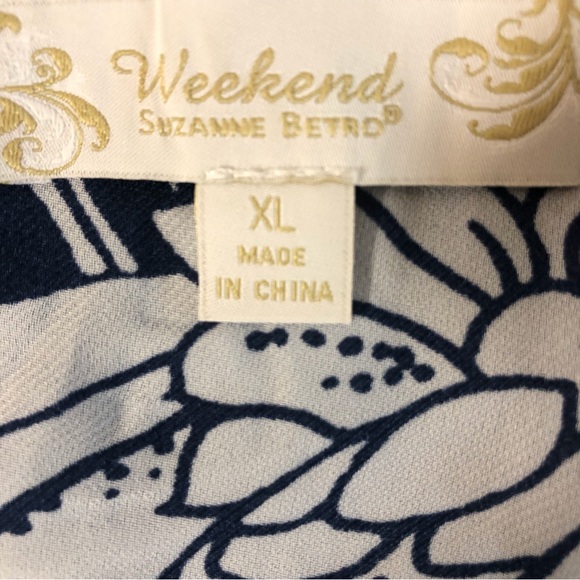 Weekend
SUZANNE BETRO®
XL
MADE
IN CHINA